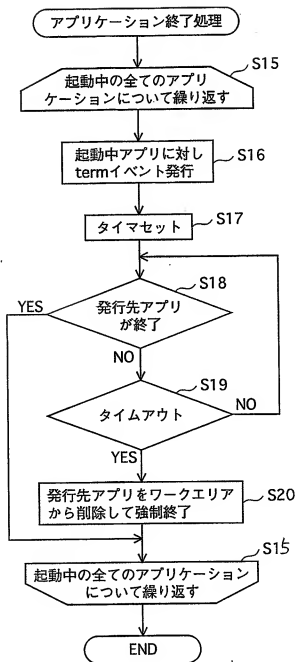 アプリケーション終了処理
S15
起動中の全てのアプリ
ケーションについて繰り返す
S16
起動中アプリに対し
termイベント発行
S17
タイマセット
S18
YES
発行先アプリ
が終了
NO
S19
NO
タイムアウト
YES
S20
発行先アプリをワークエリア
から削除して強制終了
S15
起動中の全てのアプリケーション
について繰り返す
END